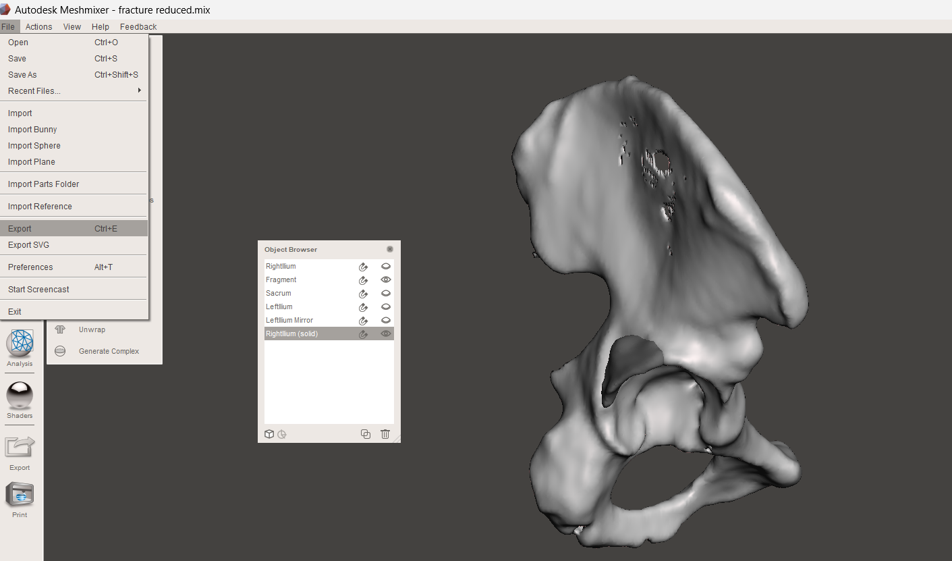 Autodesk Meshmixer - fracture reduced.mix
File Actions View Help Feedback
Open Ctrl+O
Save Ctrl+S
Save As Ctrl+Shift+S
Recent Files...
Import
Import Bunny
Import Sphere
Import Plane
Import Parts Folder
Import Reference
Export Ctrl+E
Export SVG
Preferences Alt+T
Start Screencast
Exit
Unwrap
Generate Complex
Analysis
Shaders
Export
Print
Object Browser
RightIlium
Fragment
Sacrum
LeftIlium
LeftIlium Mirror
RightIlium (solid)